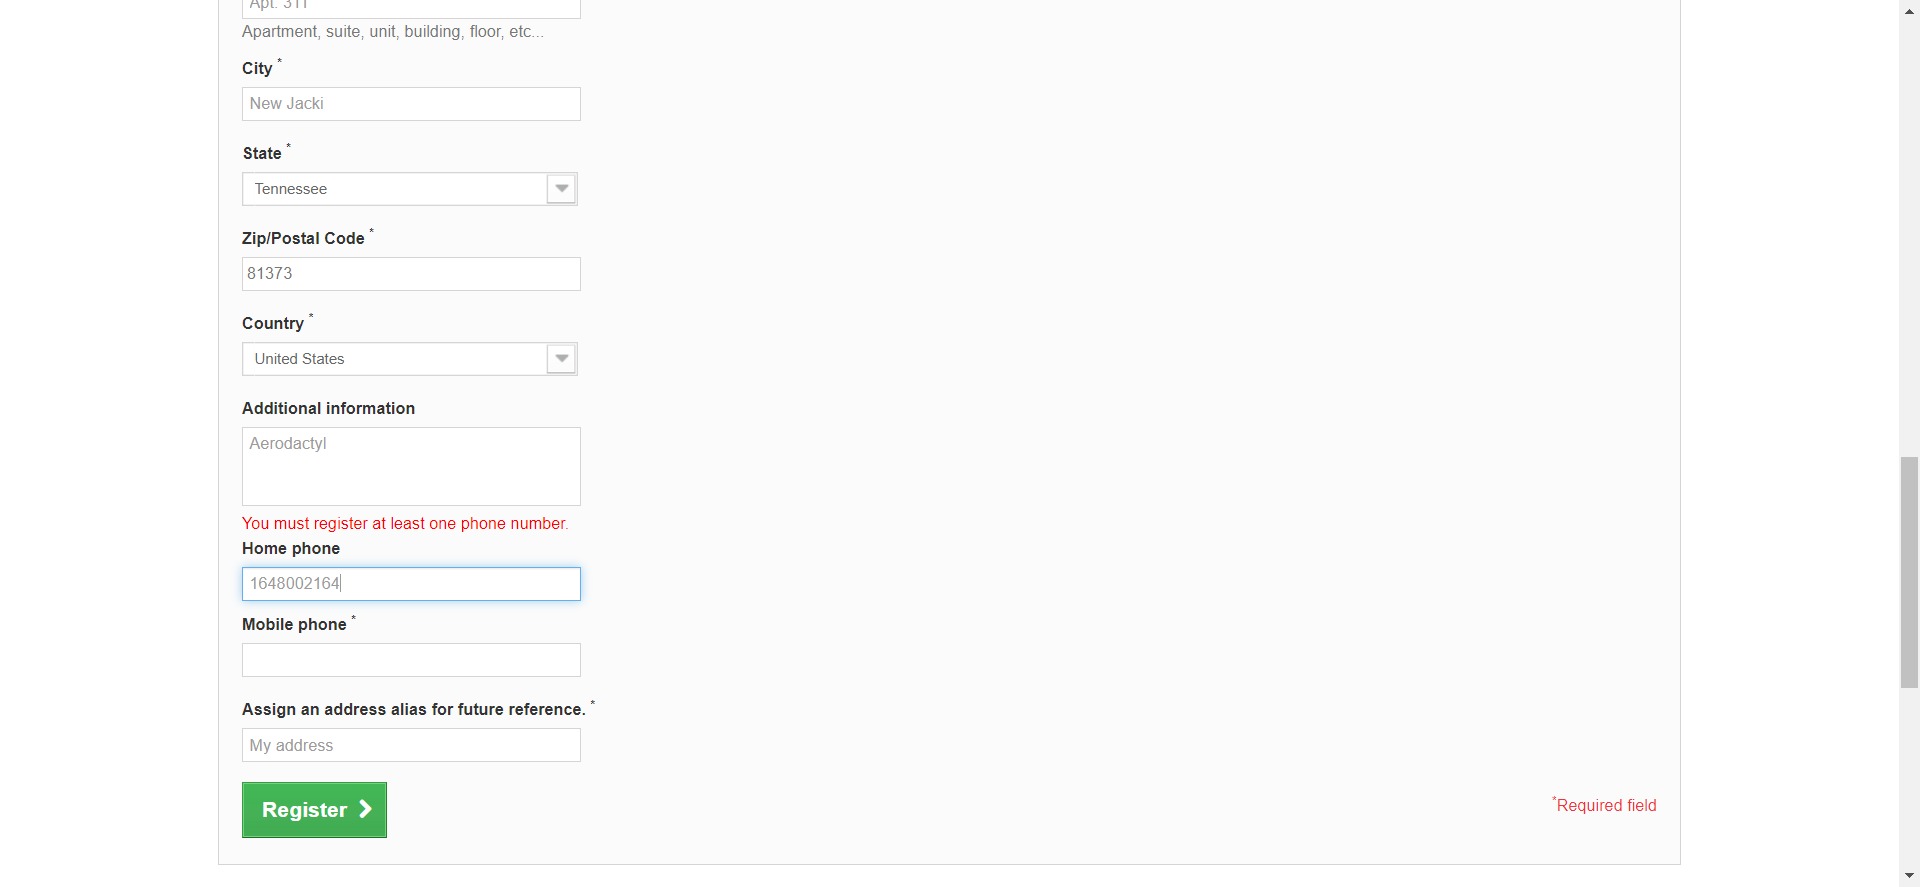 Apt. 311
Apartment, suite, unit, building, floor, etc...
City *
New Jacki
State *
Tennessee
Zip/Postal Code *
81373
Country *
United States
Additional information
Aerodactyl
You must register at least one phone number.
Home phone
1648002164
Mobile phone *
Assign an address alias for future reference. *
My address
Register
*Required field